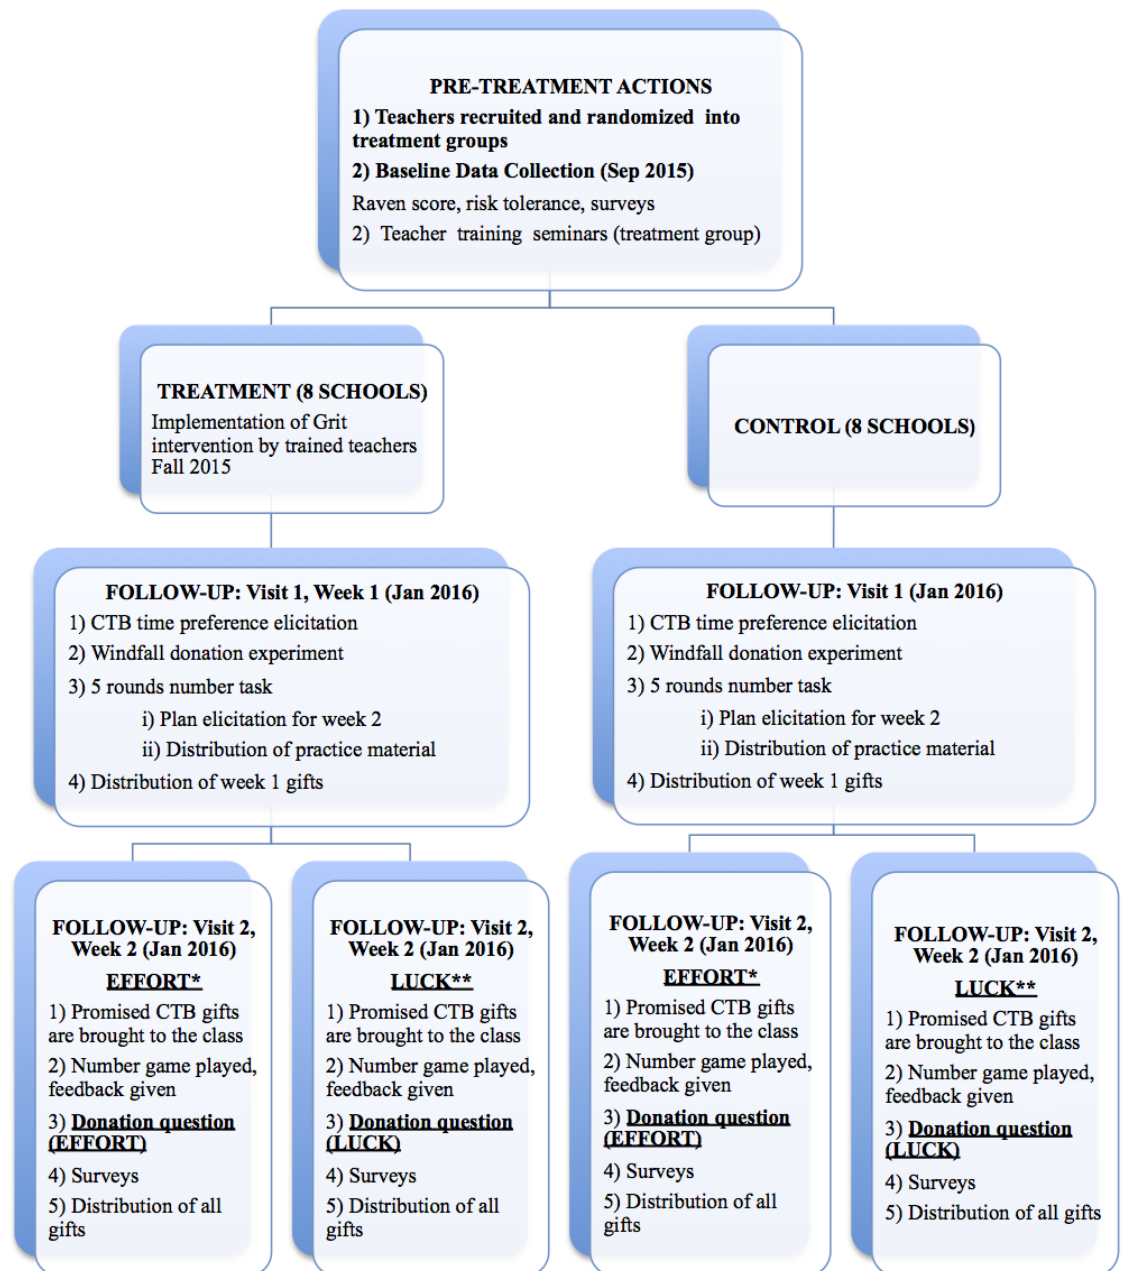 PRE-TREATMENT ACTIONS
1) Teachers recruited and randomized into
treatment groups
2) Baseline Data Collection (Sep 2015)
Raven score, risk tolerance, surveys
2) Teacher training seminars (treatment group)
TREATMENT (8 SCHOOLS)
Implementation of Grit
intervention by trained teachers
Fall 2015
CONTROL (8 SCHOOLS)
FOLLOW-UP: Visit 1, Week 1 (Jan 2016)
1) CTB time preference elicitation
2) Windfall donation experiment
3) 5 rounds number task
i) Plan elicitation for week 2
ii) Distribution of practice material
4) Distribution of week 1 gifts
FOLLOW-UP: Visit 1 (Jan 2016)
1) CTB time preference elicitation
2) Windfall donation experiment
3) 5 rounds number task
i) Plan elicitation for week 2
ii) Distribution of practice material
4) Distribution of week 1 gifts
FOLLOW-UP: Visit 2,
Week 2 (Jan 2016)
EFFORT*
1) Promised CTB gifts
are brought to the class
2) Number game played,
feedback given
3) Donation question
(EFFORT)
4) Surveys
5) Distribution of all
gifts
FOLLOW-UP: Visit 2,
Week 2 (Jan 2016)
LUCK**
1) Promised CTB gifts
are brought to the class
2) Number game played,
feedback given
3) Donation question
(LUCK)
4) Surveys
5) Distribution of all
gifts
FOLLOW-UP: Visit 2,
Week 2 (Jan 2016)
EFFORT*
1) Promised CTB gifts
are brought to the class
2) Number game played,
feedback given
3) Donation question
(EFFORT)
4) Surveys
5) Distribution of all
gifts
FOLLOW-UP: Visit 2,
Week 2 (Jan 2016)
LUCK**
1) Promised CTB gifts
are brought to the class
2) Number game played,
feedback given
3) Donation question
(LUCK)
4) Surveys
5) Distribution of all gifts